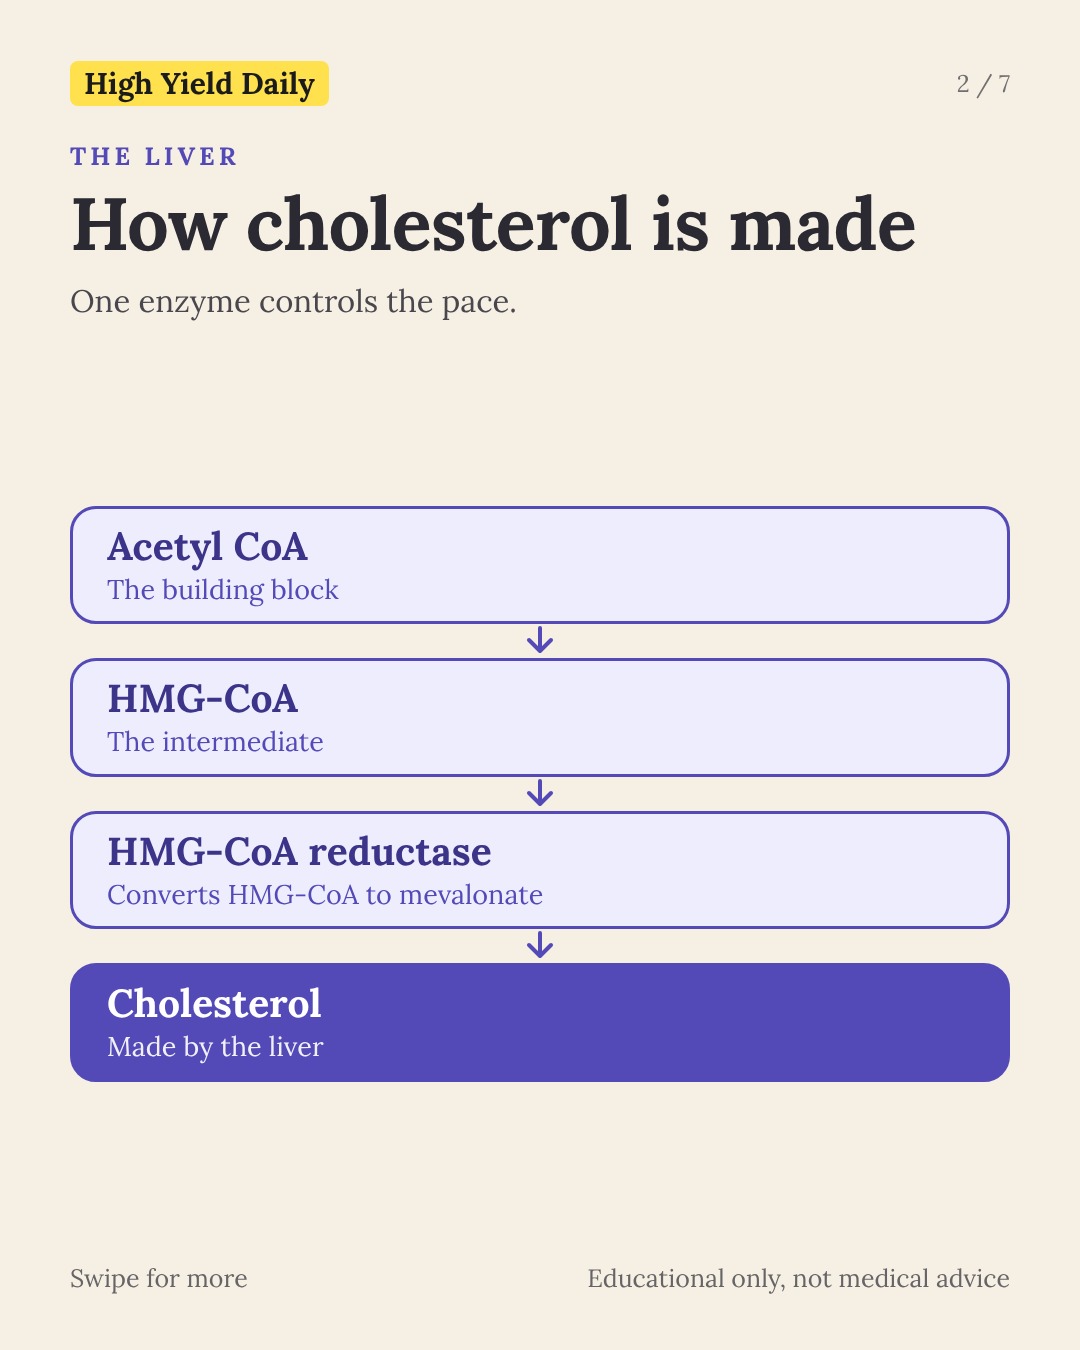 High Yield Daily
2 / 7
THE LIVER
How cholesterol is made
One enzyme controls the pace.
Acetyl CoA
The building block
HMG-CoA
The intermediate
HMG-CoA reductase
Converts HMG-CoA to mevalonate
Cholesterol
Made by the liver
Swipe for more
Educational only, not medical advice